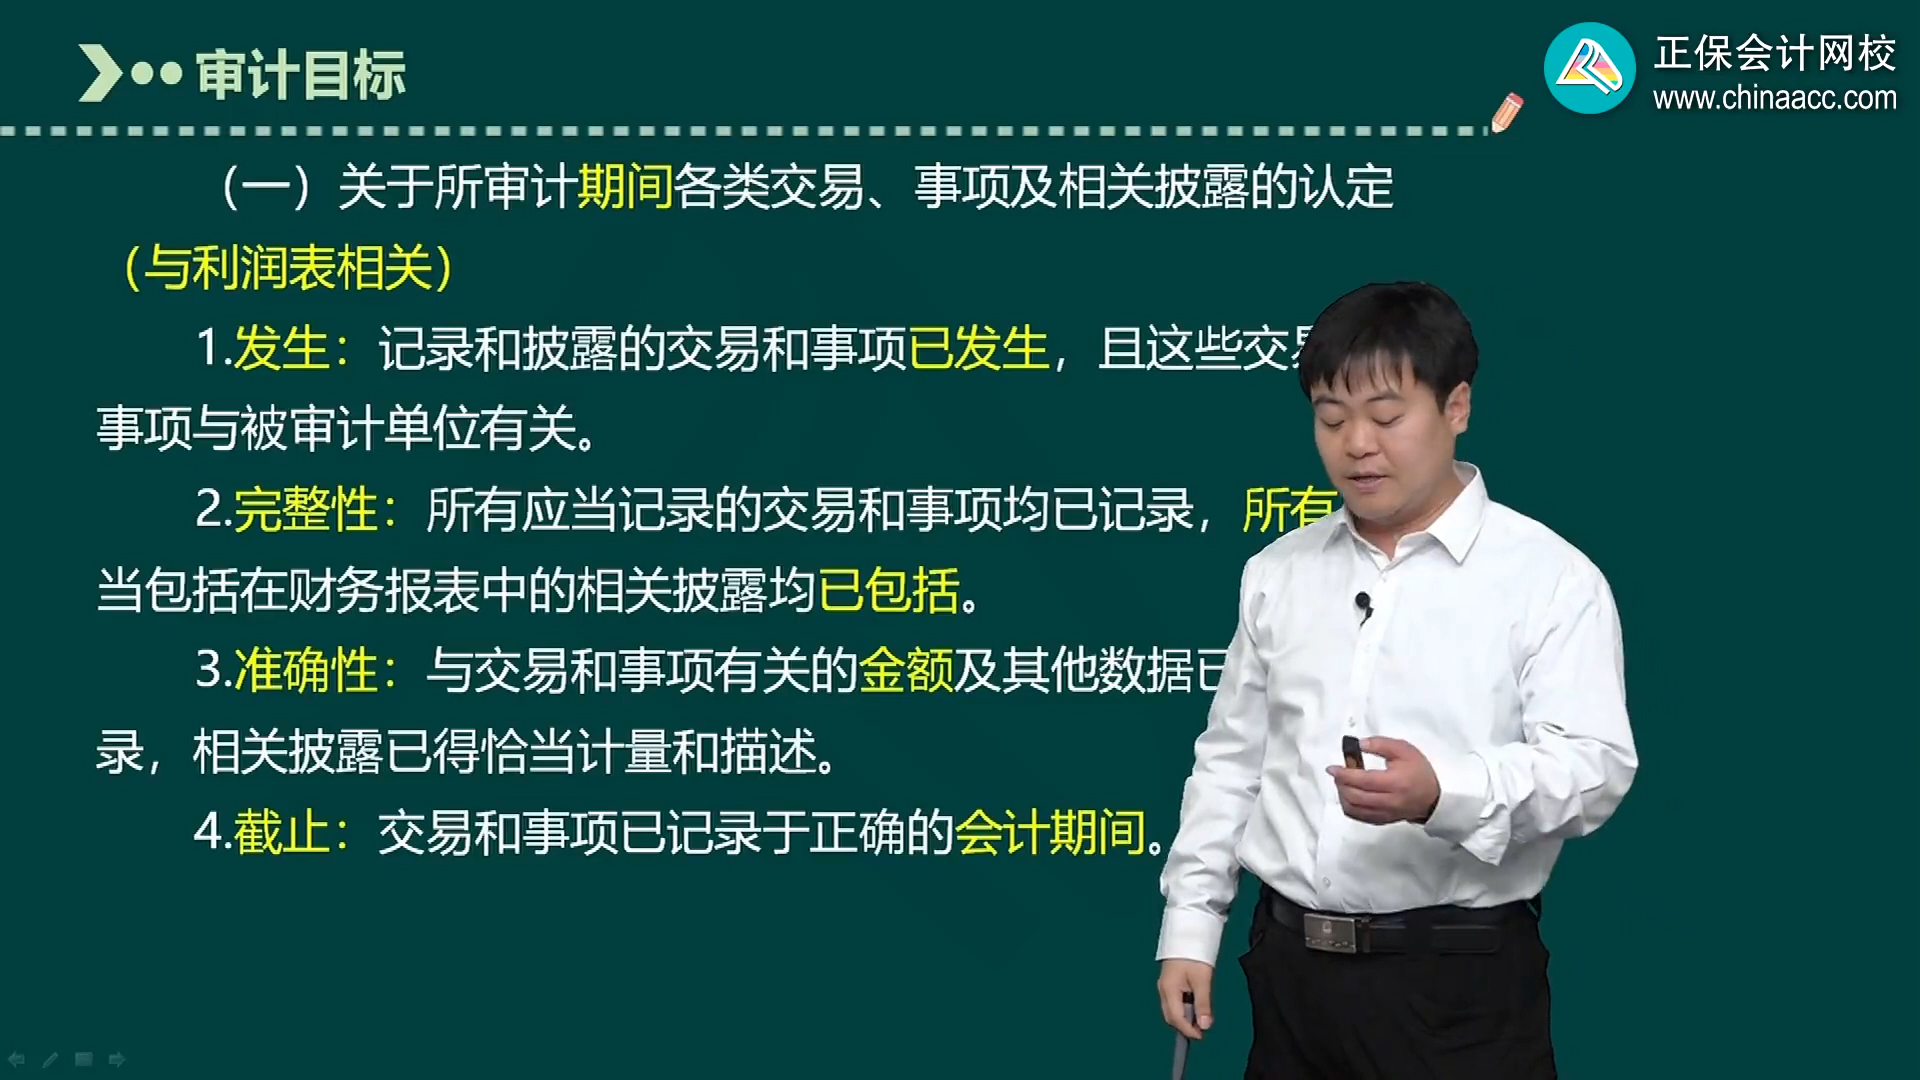 审计目标
正保会计网校
www.chinaacc.com
（一）关于所审计期间各类交易、事项及相关披露的认定
（与利润表相关）
1.发生：记录和披露的交易和事项已发生，且这些交
事项与被审计单位有关。
2.完整性：所有应当记录的交易和事项均已记录，所有
当包括在财务报表中的相关披露均已包括。
3.准确性：与交易和事项有关的金额及其他数据已
录，相关披露已得恰当计量和描述。
4.截止：交易和事项已记录于正确的会计期间。